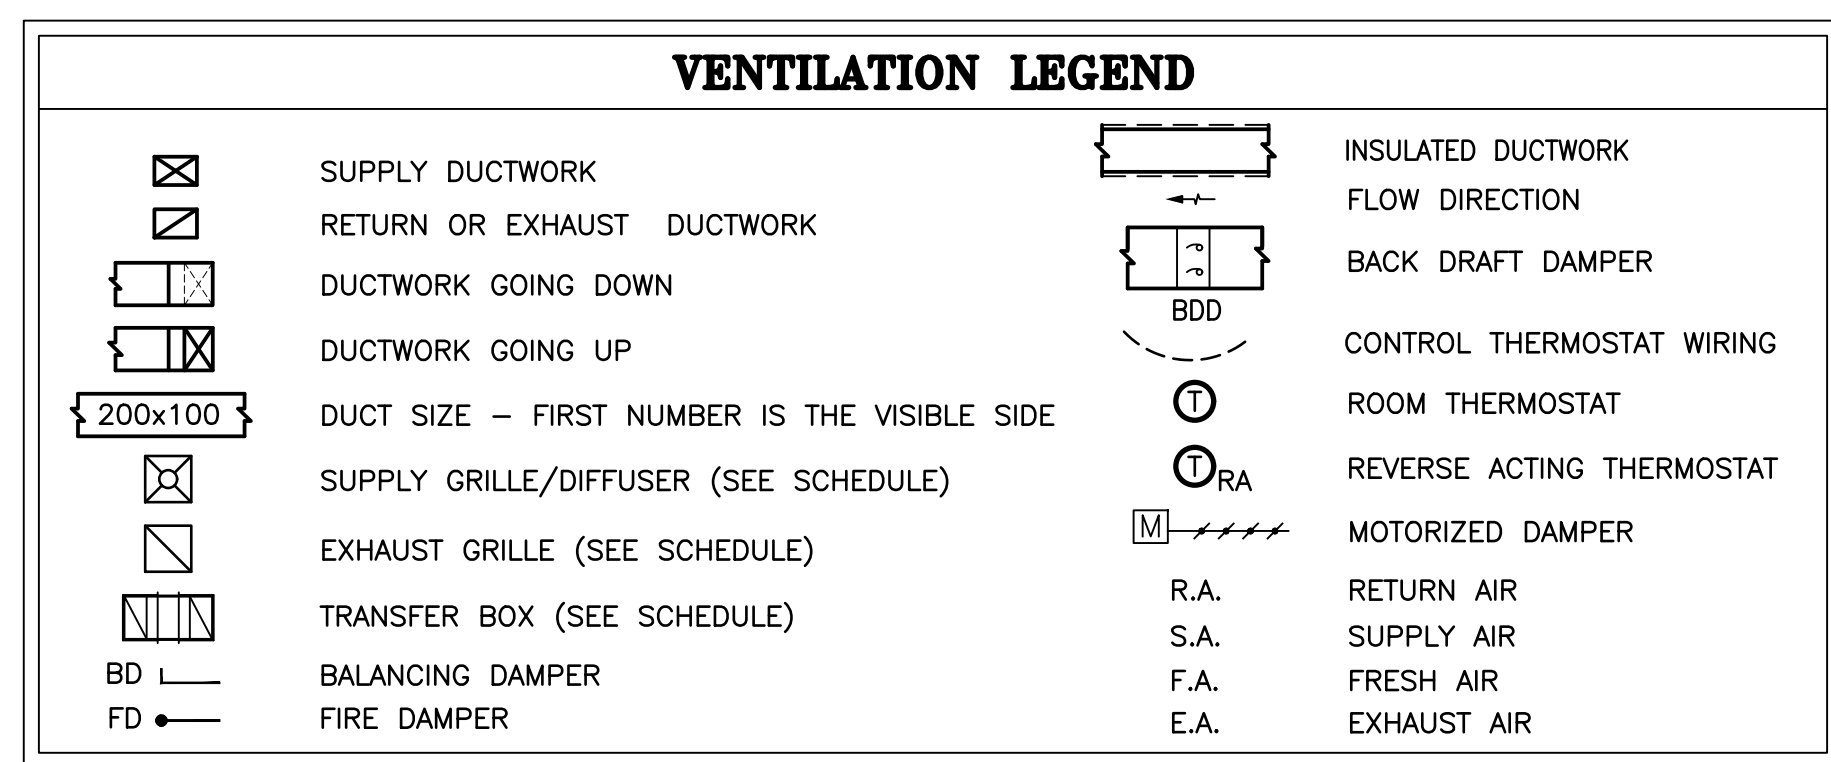 VENTILATION LEGEND
SUPPLY DUCTWORK
RETURN OR EXHAUST DUCTWORK
DUCTWORK GOING DOWN
DUCTWORK GOING UP
200x100 DUCT SIZE – FIRST NUMBER IS THE VISIBLE SIDE
SUPPLY GRILLE/DIFFUSER (SEE SCHEDULE)
EXHAUST GRILLE (SEE SCHEDULE)
TRANSFER BOX (SEE SCHEDULE)
BD BALANCING DAMPER
FD FIRE DAMPER
INSULATED DUCTWORK
FLOW DIRECTION
BACK DRAFT DAMPER
BDD
CONTROL THERMOSTAT WIRING
T ROOM THERMOSTAT
T RA REVERSE ACTING THERMOSTAT
M MOTORIZED DAMPER
R.A. RETURN AIR
S.A. SUPPLY AIR
F.A. FRESH AIR
E.A. EXHAUST AIR